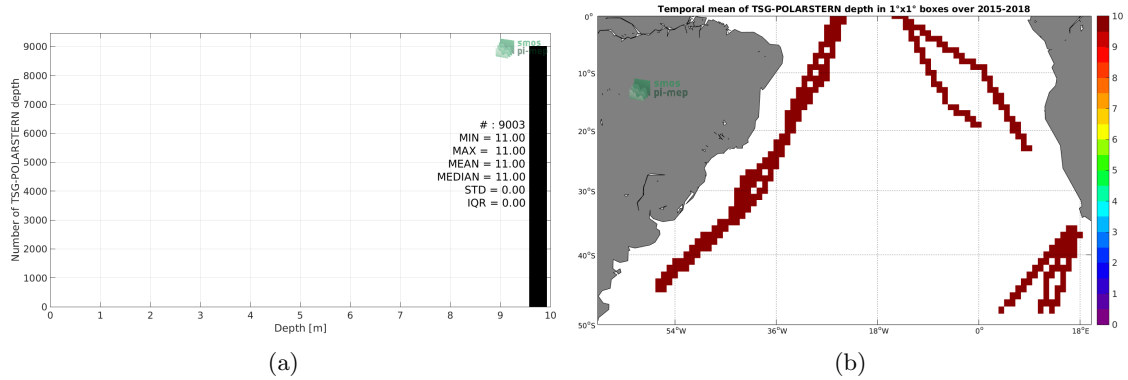 9000
8000
7000
6000
5000
4000
3000
2000
1000
0
Number of TSG-POLARSTERN depth
smos
pi-mep
# : 9003
MIN = 11.00
MAX = 11.00
MEAN = 11.00
MEDIAN = 11.00
STD = 0.00
IQR = 0.00
0 1 2 3 4 5 6 7 8 9 10
Depth [m]
(a)
Temporal mean of TSG-POLARSTERN depth in 1°x1° boxes over 2015-2018
0°
10°S
20°S
30°S
40°S
50°S
smos
pi-mep
54°W 36°W 18°W 0° 18°E
10
9
8
7
6
5
4
3
2
1
0
(b)